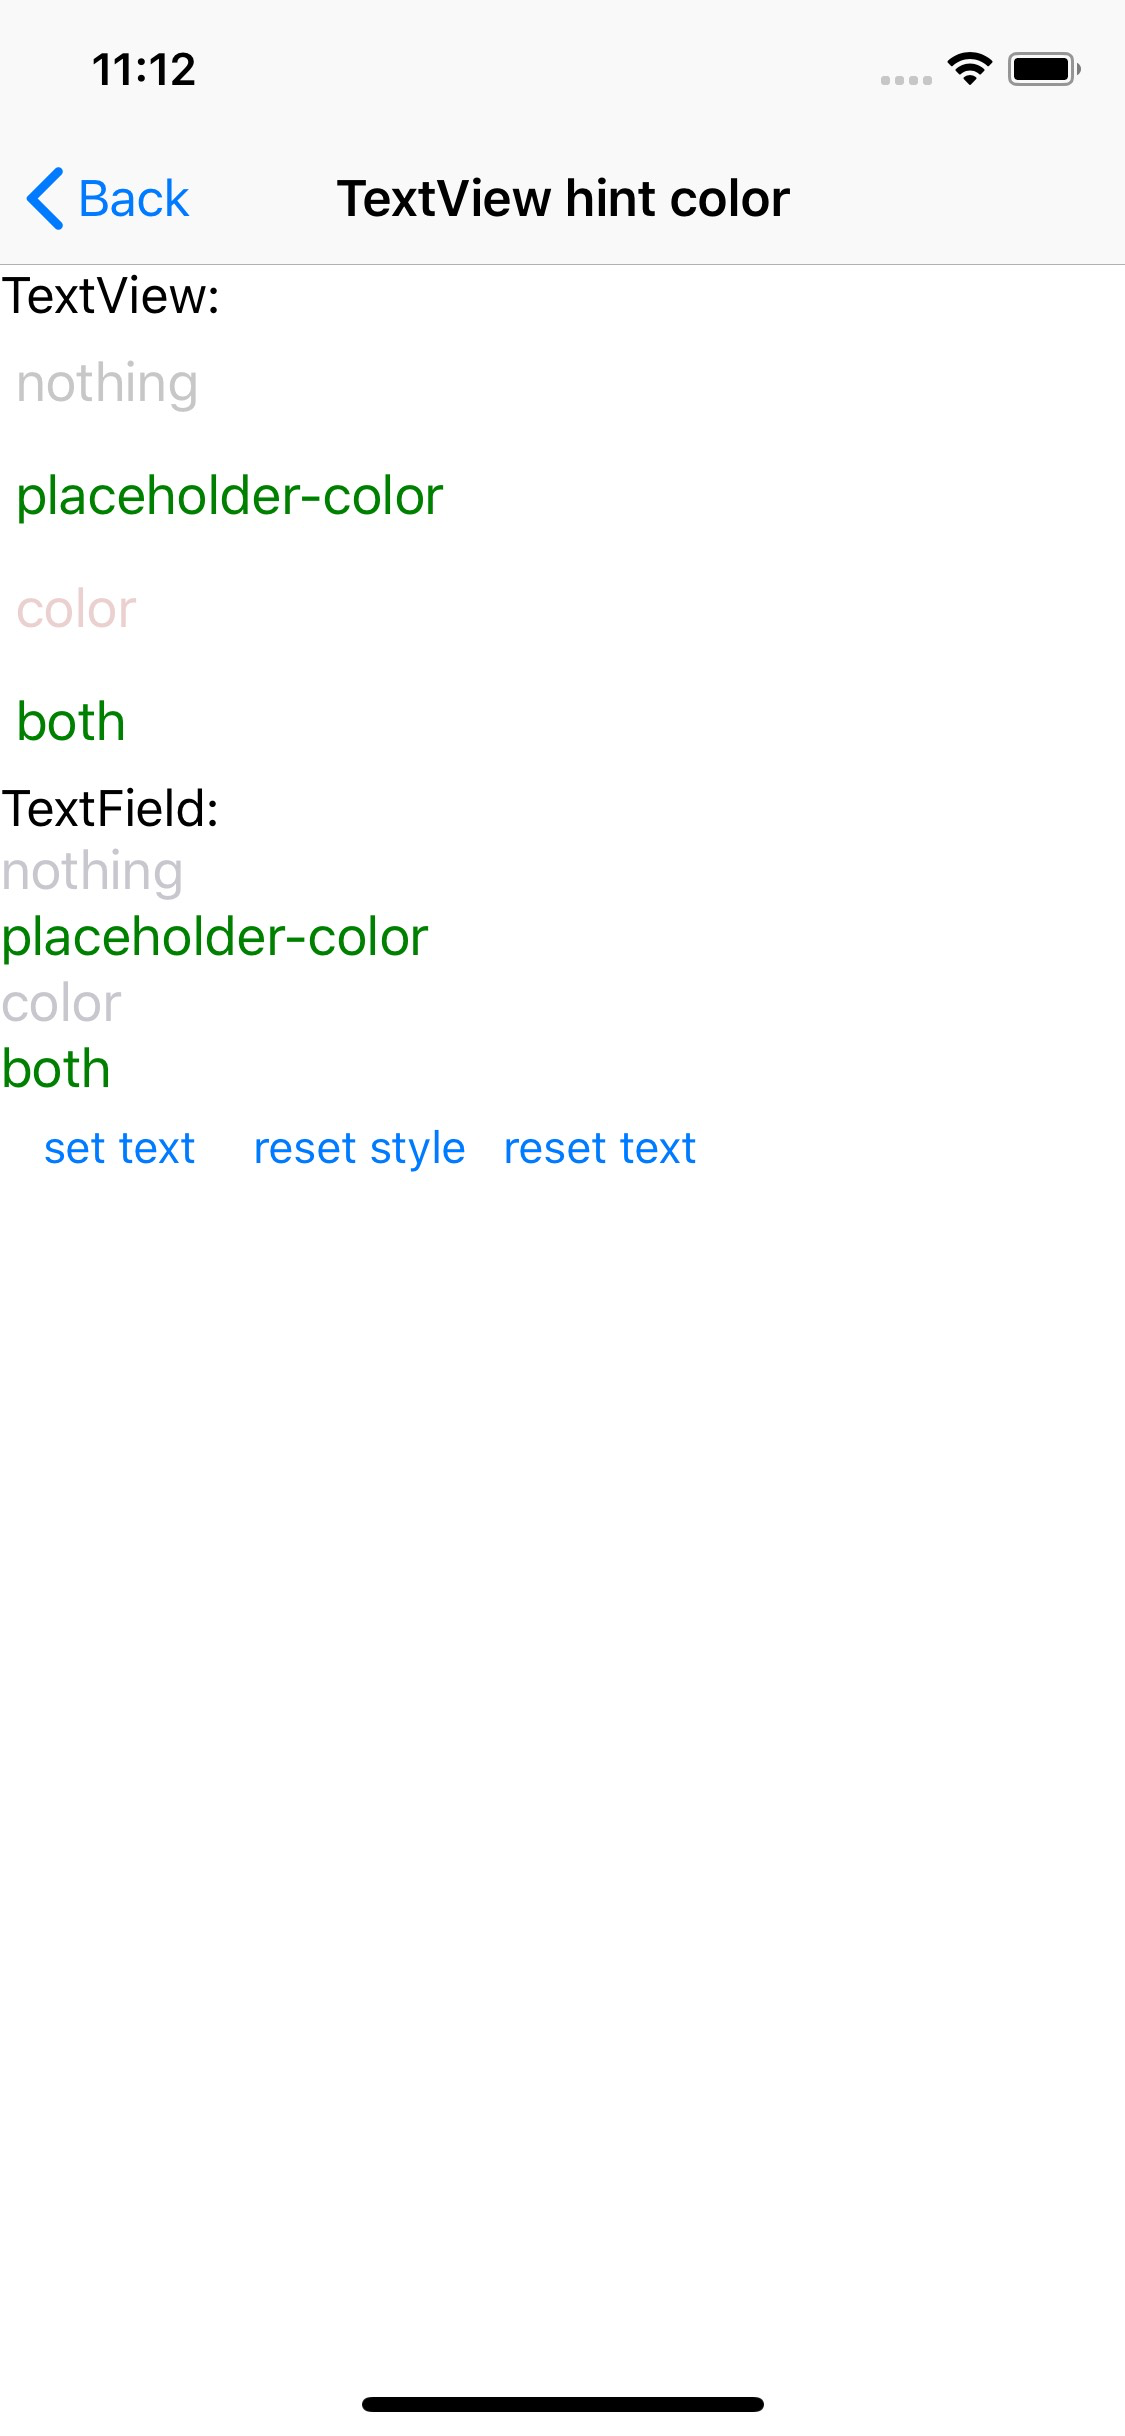 11:12
Back TextView hint color
TextView:
nothing
placeholder-color
color
both
TextField:
nothing
placeholder-color
color
both
set text reset style reset text